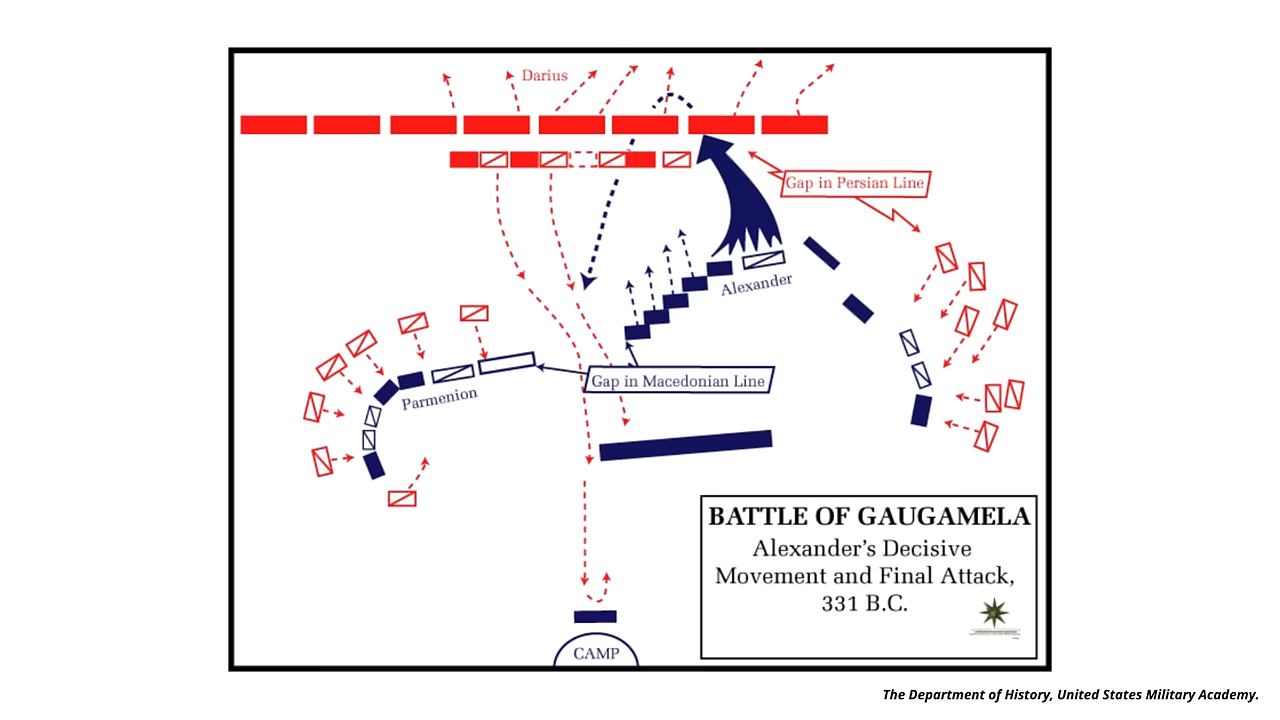 Darius
Gap in Persian Line
Alexander
Gap in Macedonian Line
Parmenion
CAMP
BATTLE OF GAUGAMELA
Alexander's Decisive
Movement and Final Attack,
331 B.C.
The Department of History, United States Military Academy.